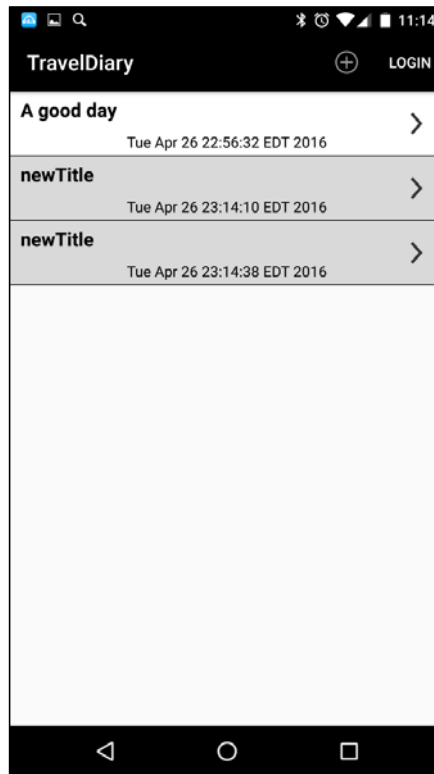 11:14
TravelDiary
LOGIN
A good day
Tue Apr 26 22:56:32 EDT 2016
newTitle
Tue Apr 26 23:14:10 EDT 2016
newTitle
Tue Apr 26 23:14:38 EDT 2016